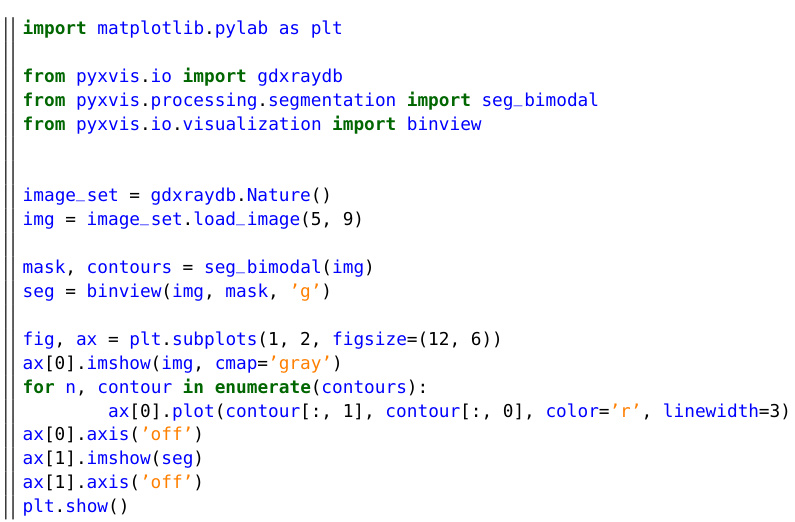 import matplotlib.pylab as plt
from pyxvis.io import gdxraydb
from pyxvis.processing.segmentation import seg_bimodal
from pyxvis.io.visualization import binview
image_set = gdxraydb.Nature()
img = image_set.load_image(5, 9)
mask, contours = seg_bimodal(img)
seg = binview(img, mask, ’g’)
fig, ax = plt.subplots(1, 2, figsize=(12, 6))
ax[0].imshow(img, cmap=’gray’)
for n, contour in enumerate(contours):
        ax[0].plot(contour[:, 1], contour[:, 0], color=’r’, linewidth=3)
ax[0].axis(’off’)
ax[1].imshow(seg)
ax[1].axis(’off’)
plt.show()